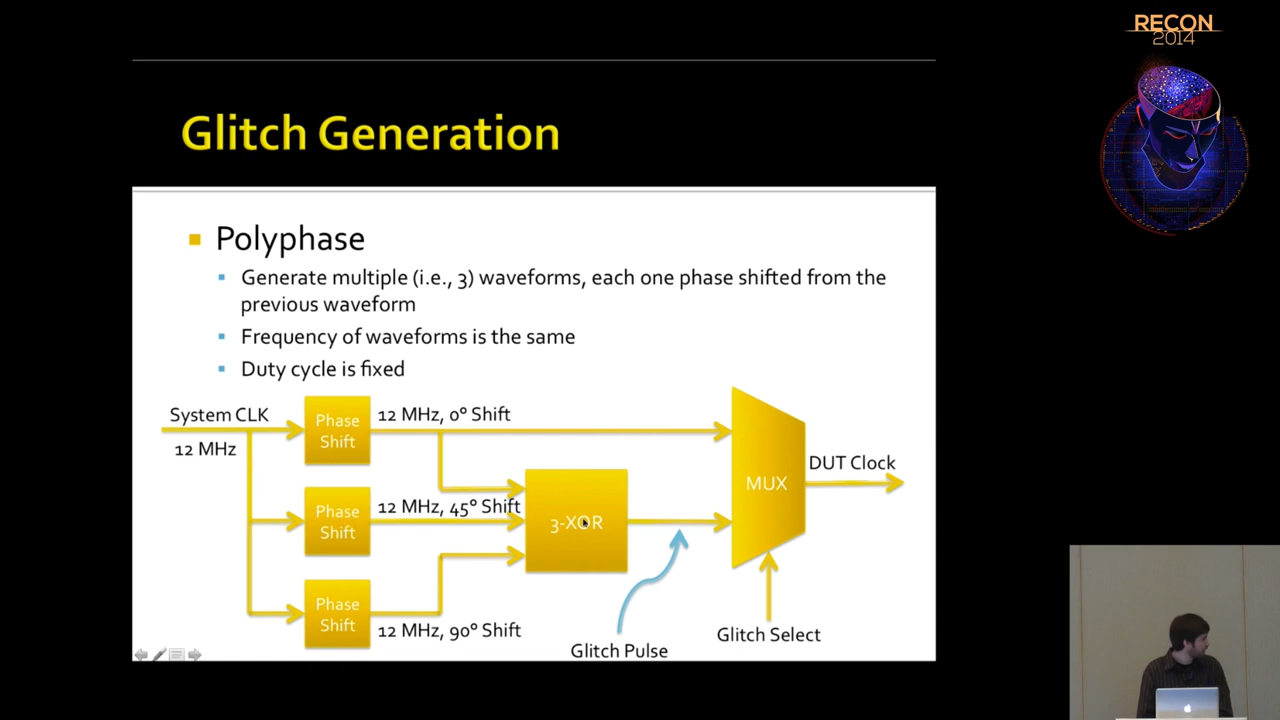 RECON
2014
Glitch Generation
Polyphase
Generate multiple (i.e., 3) waveforms, each one phase shifted from the
previous waveform
Frequency of waveforms is the same
Duty cycle is fixed
System CLK
12 MHz
Phase
Shift
12 MHz, 0° Shift
Phase
Shift
12 MHz, 45° Shift
Phase
Shift
12 MHz, 90° Shift
3-XOR
Glitch Pulse
MUX
Glitch Select
DUT Clock